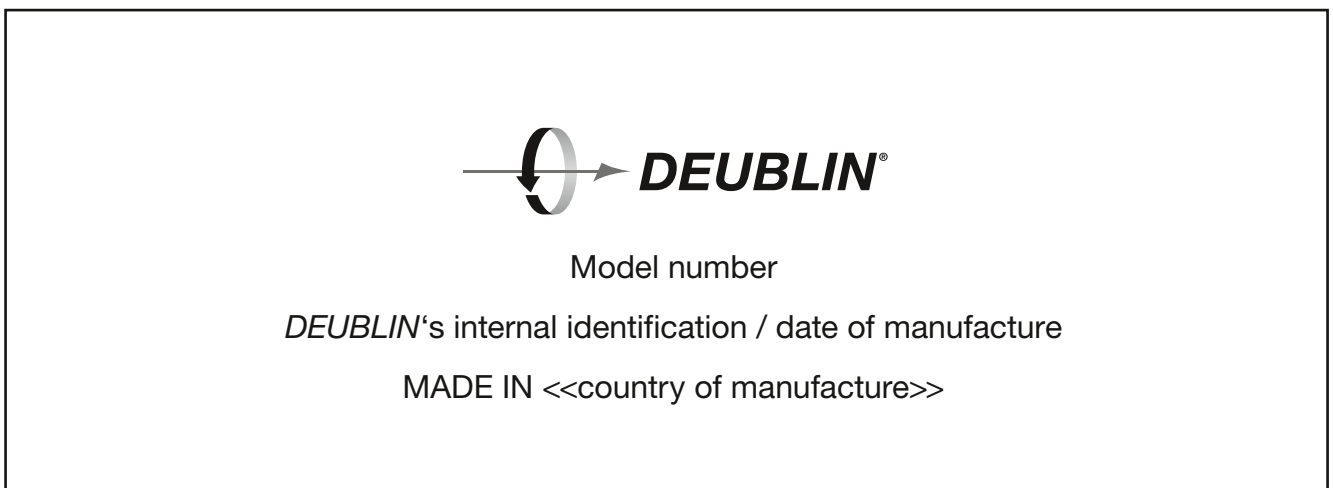 DEUBLIN®
Model number
DEUBLIN‘s internal identification / date of manufacture
MADE IN <<country of manufacture>>